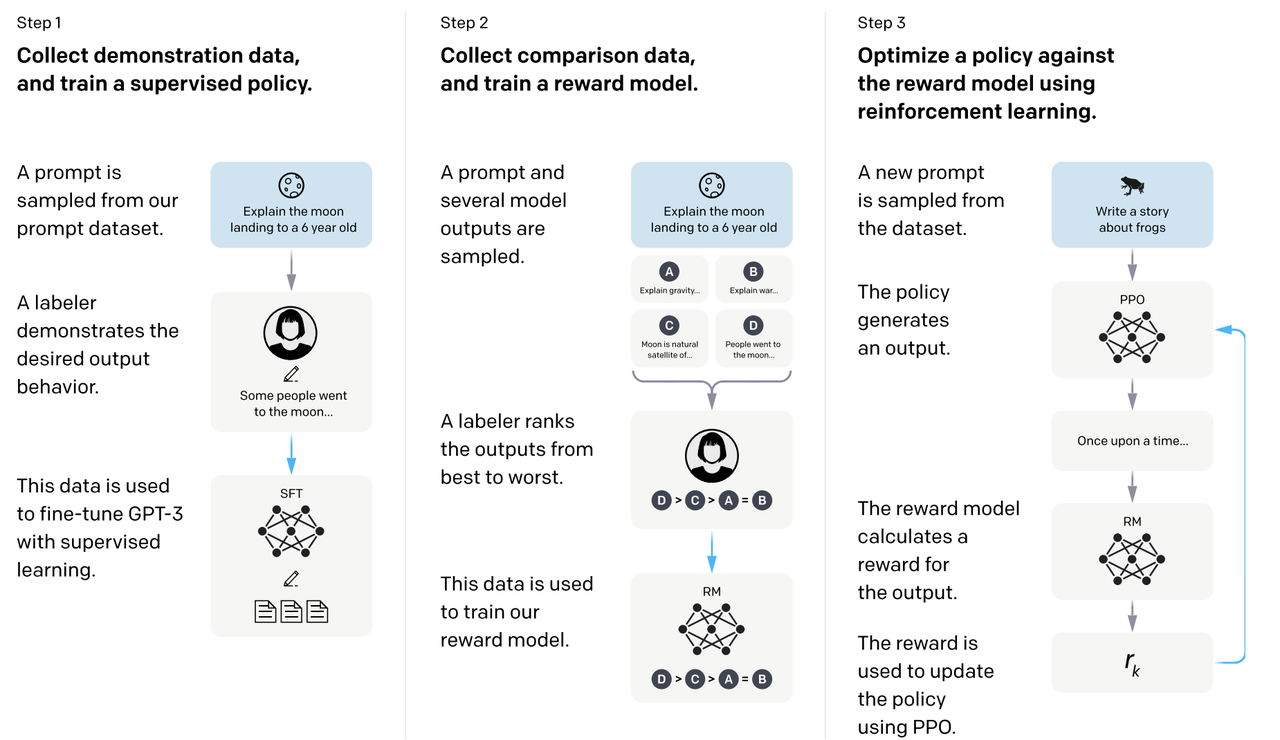 Step 1
Collect demonstration data,
and train a supervised policy.
A prompt is
sampled from our
prompt dataset.
Explain the moon
landing to a 6 year old
A labeler
demonstrates the
desired output
behavior.
Some people went
to the moon...
This data is used
to fine-tune GPT-3
with supervised
learning.
SFT
Step 2
Collect comparison data,
and train a reward model.
A prompt and
several model
outputs are
sampled.
Explain the moon
landing to a 6 year old
A
Explain gravity...
B
Explain war...
C
Moon is natural
satellite of...
D
People went to
the moon...
A labeler ranks
the outputs from
best to worst.
D > C > A = B
This data is used
to train our
reward model.
RM
D > C > A = B
Step 3
Optimize a policy against
the reward model using
reinforcement learning.
A new prompt
is sampled from
the dataset.
Write a story
about frogs
The policy
generates
an output.
PPO
Once upon a time...
The reward model
calculates a
reward for
the output.
RM
The reward is
used to update
the policy
using PPO.
rk